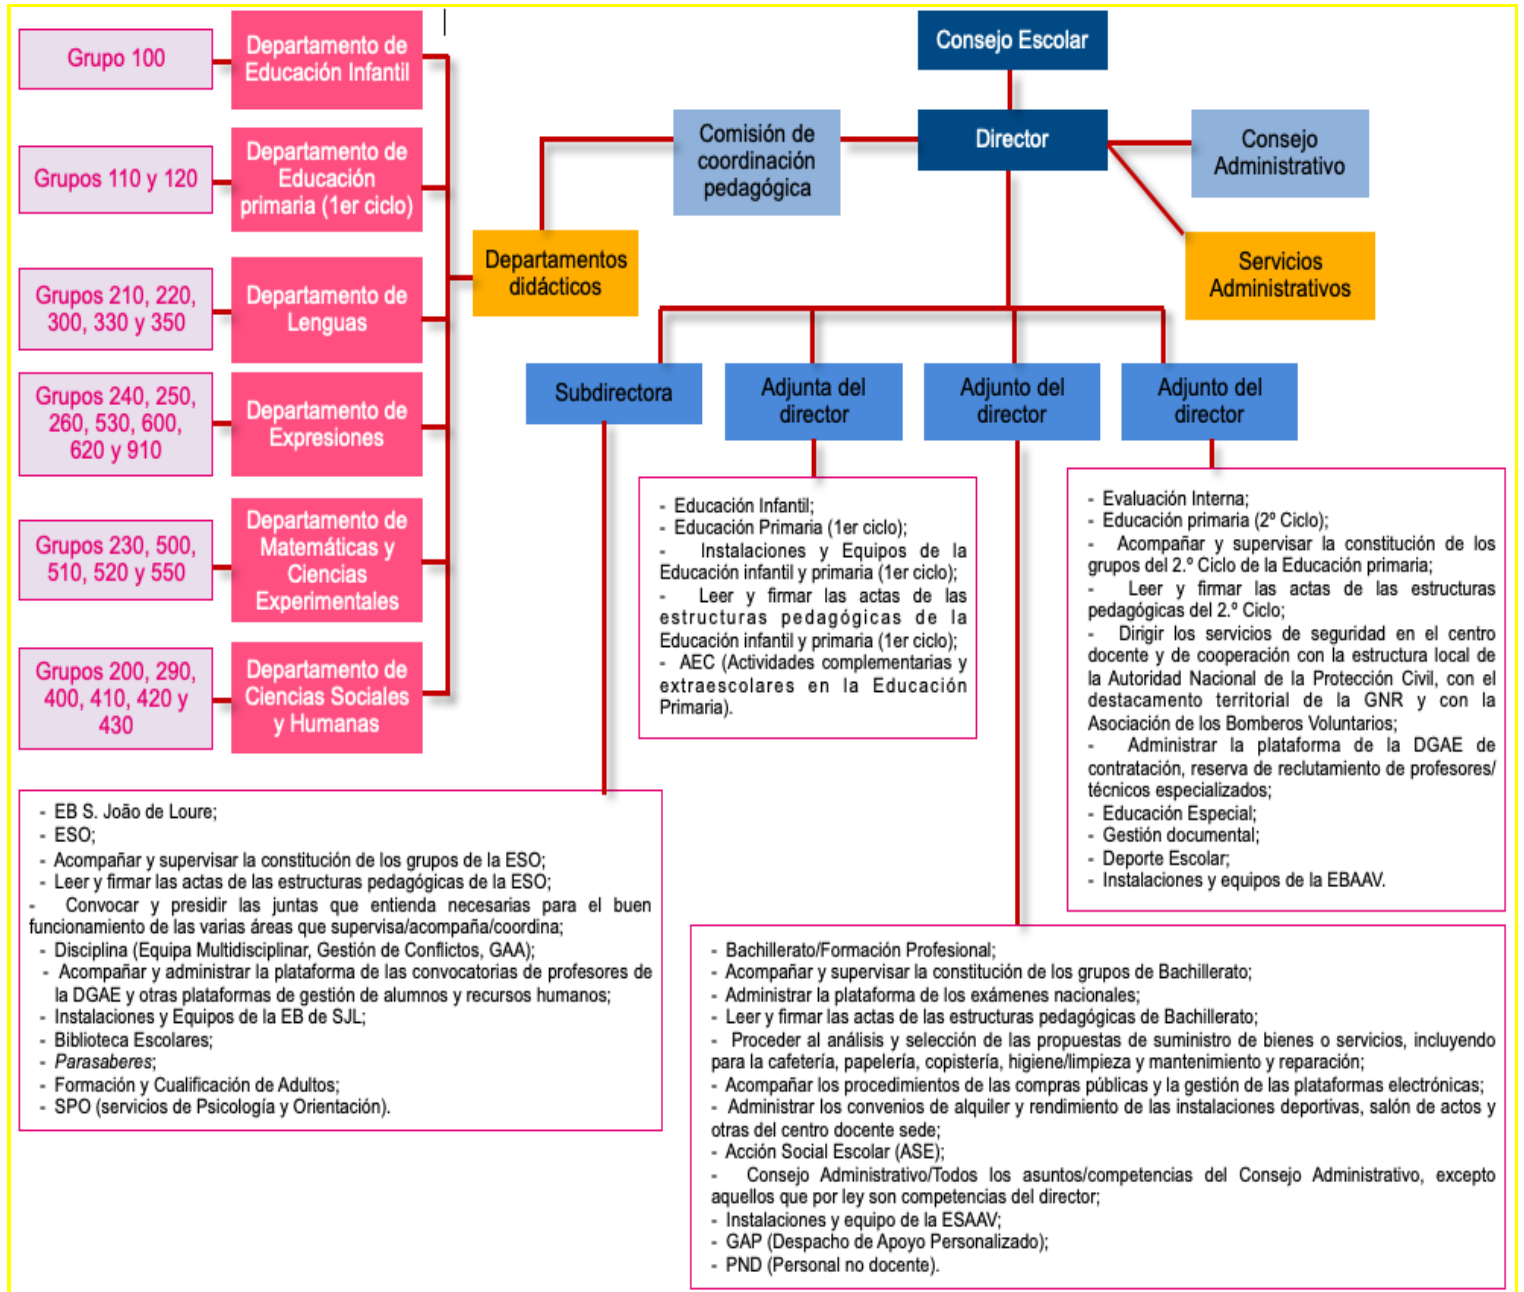 Grupo 100
Departamento de
Educación Infantil
Grupos 110 y 120
Departamento de
Educación
primaria (1er ciclo)
Grupos 210, 220,
300, 330 y 350
Departamento de
Lenguas
Grupos 240, 250,
260, 530, 600,
620 y 910
Departamento de
Expresiones
Grupos 230, 500,
510, 520 y 550
Departamento de
Matemáticas y
Ciencias
Experimentales
Grupos 200, 290,
400, 410, 420 y
430
Departamento de
Ciencias Sociales
y Humanas
Departamentos
didácticos
Comisión de
coordinación
pedagógica
Consejo Escolar
Director
Consejo
Administrativo
Servicios
Administrativos
Subdirectora
Adjunta del
director
Adjunto del
director
Adjunto del
director
- Educación Infantil;
- Educación Primaria (1er ciclo);
- Instalaciones y Equipos de la
Educación infantil y primaria (1er ciclo);
- Leer y firmar las actas de las
estructuras pedagógicas de la
Educación infantil y primaria (1er ciclo);
- AEC (Actividades complementarias y
extraescolares en la Educación
Primaria).
- Evaluación Interna;
- Educación primaria (2º Ciclo);
- Acompañar y supervisar la constitución de los
grupos del 2.º Ciclo de la Educación primaria;
- Leer y firmar las actas de las estructuras
pedagógicas del 2.º Ciclo;
- Dirigir los servicios de seguridad en el centro
docente y de cooperación con la estructura local de
la Autoridad Nacional de la Protección Civil, con el
destacamento territorial de la GNR y con la
Asociación de los Bomberos Voluntarios;
- Administrar la plataforma de la DGAE de
contratación, reserva de reclutamiento de profesores/
técnicos especializados;
- Educación Especial;
- Gestión documental;
- Deporte Escolar;
- Instalaciones y equipos de la EBAAV.
- EB S. João de Loure;
- ESO;
- Acompañar y supervisar la constitución de los grupos de la ESO;
- Leer y firmar las actas de las estructuras pedagógicas de la ESO;
- Convocar y presidir las juntas que entienda necesarias para el buen
funcionamiento de las varias áreas que supervisa/acompaña/coordina;
- Disciplina (Equipa Multidisciplinar, Gestión de Conflictos, GAA);
- Acompañar y administrar la plataforma de las convocatorias de profesores de
la DGAE y otras plataformas de gestión de alumnos y recursos humanos;
- Instalaciones y Equipos de la EB de SJL;
- Biblioteca Escolares;
- Parasaberes;
- Formación y Cualificación de Adultos;
- SPO (servicios de Psicología y Orientación).
- Bachillerato/Formación Profesional;
- Acompañar y supervisar la constitución de los grupos de Bachillerato;
- Administrar la plataforma de los exámenes nacionales;
- Leer y firmar las actas de las estructuras pedagógicas de Bachillerato;
- Proceder al análisis y selección de las propuestas de suministro de bienes o servicios, incluyendo
para la cafetería, papelería, copistería, higiene/limpieza y mantenimiento y reparación;
- Acompañar los procedimientos de las compras públicas y la gestión de las plataformas electrónicas;
- Administrar los convenios de alquiler y rendimiento de las instalaciones deportivas, salón de actos y
otras del centro docente sede;
- Acción Social Escolar (ASE);
- Consejo Administrativo/Todos los asuntos/competencias del Consejo Administrativo, excepto
aquellos que por ley son competencias del director;
- Instalaciones y equipo de la ESAAV;
- GAP (Despacho de Apoyo Personalizado);
- PND (Personal no docente).